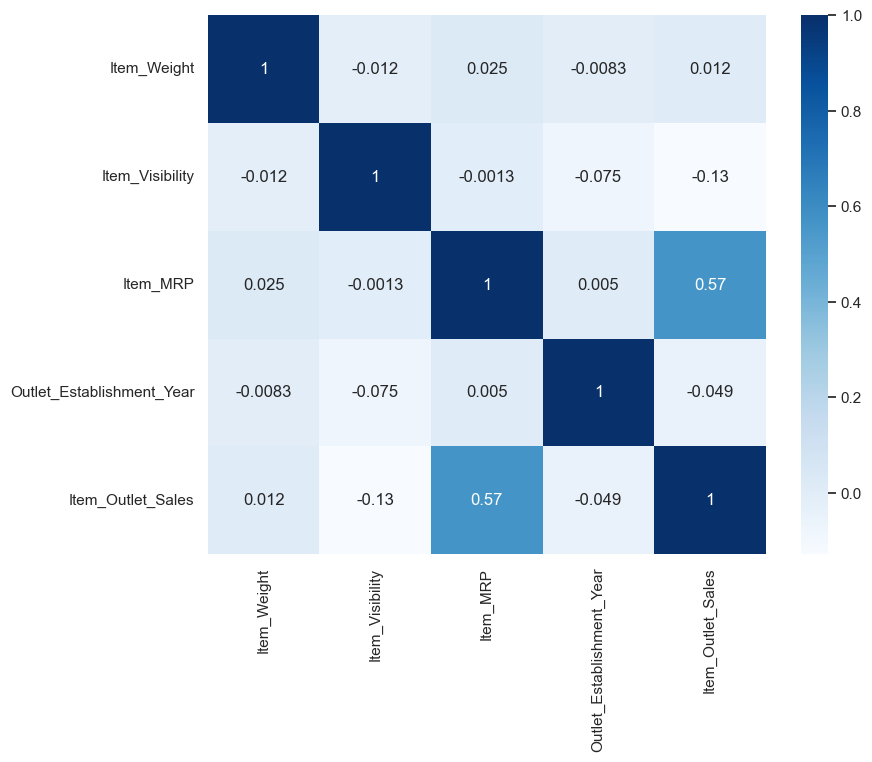 Item_Weight 1 -0.012 0.025 -0.0083 0.012
Item_Visibility -0.012 1 -0.0013 -0.075 -0.13
Item_MRP 0.025 -0.0013 1 0.005 0.57
Outlet_Establishment_Year -0.0083 -0.075 0.005 1 -0.049
Item_Outlet_Sales 0.012 -0.13 0.57 -0.049 1
Item_Weight
Item_Visibility
Item_MRP
Outlet_Establishment_Year
Item_Outlet_Sales
1.0
0.8
0.6
0.4
0.2
0.0